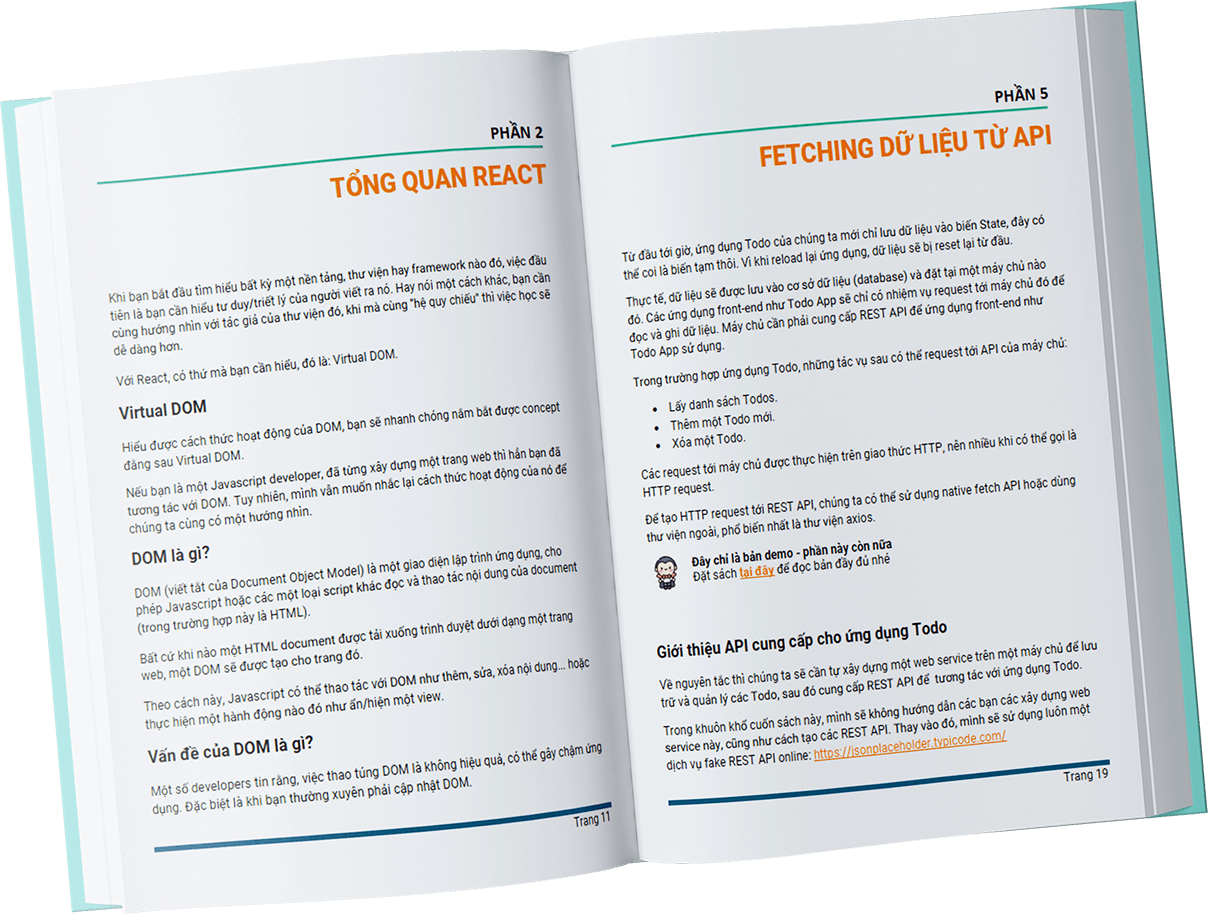 PHẦN 2
TỔNG QUAN REACT
Khi bạn bắt đầu tìm hiểu bất kỳ một nền tảng, thư viện hay framework nào đó, việc đầu
tiên là bạn cần hiểu tư duy/triết lý của người viết ra nó. Hay nói một cách khác, bạn cần
cùng hướng nhìn với tác giả của thư viện đó, khi mà cùng "hệ quy chiếu" thì việc học sẽ
dễ dàng hơn.
Với React, có thứ mà bạn cần hiểu, đó là: Virtual DOM.
Virtual DOM
Hiểu được cách thức hoạt động của DOM, bạn sẽ nhanh chóng nắm bắt được concept
đằng sau Virtual DOM.
Nếu bạn là một Javascript developer, đã từng xây dựng một trang web thì hẳn bạn đã
tương tác với DOM. Tuy nhiên, mình vẫn muốn nhắc lại cách thức hoạt động của nó để
chúng ta cùng có một hướng nhìn.
DOM là gì?
DOM (viết tắt của Document Object Model) là một giao diện lập trình ứng dụng, cho
phép Javascript hoặc các một loại script khác đọc và thao tác nội dung của document
(trong trường hợp này là HTML).
Bất cứ khi nào một HTML document được tải xuống trình duyệt dưới dạng một trang
web, một DOM sẽ được tạo cho trang đó.
Theo cách này, Javascript có thể thao tác với DOM như thêm, sửa, xóa nội dung... hoặc
thực hiện một hành động nào đó như ẩn/hiện một view.
Vấn đề của DOM là gì?
Một số developers tin rằng, việc thao túng DOM là không hiệu quả, có thể gây chậm ứng
dụng. Đặc biệt là khi bạn thường xuyên phải cập nhật DOM.
Trang 11
PHẦN 5
FETCHING DỮ LIỆU TỪ API
Từ đầu tới giờ, ứng dụng Todo của chúng ta mới chỉ lưu dữ liệu vào biến State, đây có
thể coi là biến tạm thôi. Vì khi reload lại ứng dụng, dữ liệu sẽ bị reset lại từ đầu.
Thực tế, dữ liệu sẽ được lưu vào cơ sở dữ liệu (database) và đặt tại một máy chủ nào
đó. Các ứng dụng front-end như Todo App sẽ chỉ có nhiệm vụ request tới máy chủ đó để
đọc và ghi dữ liệu. Máy chủ cần phải cung cấp REST API để ứng dụng front-end như
Todo App sử dụng.
Trong trường hợp ứng dụng Todo, những tác vụ sau có thể request tới API của máy chủ:
• Lấy danh sách Todos.
• Thêm một Todo mới.
• Xóa một Todo.
Các request tới máy chủ được thực hiện trên giao thức HTTP, nên nhiều khi có thể gọi là
HTTP request.
Để tạo HTTP request tới REST API, chúng ta có thể sử dụng native fetch API hoặc dùng
thư viện ngoài, phổ biến nhất là thư viện axios.
Đây chỉ là bản demo - phần này còn nữa
Đặt sách tại đây để đọc bản đầy đủ nhé
Giới thiệu API cung cấp cho ứng dụng Todo
Về nguyên tắc thì chúng ta sẽ cần tự xây dựng một web service trên một máy chủ để lưu
trữ và quản lý các Todo, sau đó cung cấp REST API để tương tác với ứng dụng Todo.
Trong khuôn khổ cuốn sách này, mình sẽ không hướng dẫn các bạn các xây dựng web
service này, cũng như cách tạo các REST API. Thay vào đó, mình sẽ sử dụng luôn một
dịch vụ fake REST API online: https://jsonplaceholder.typicode.com/
Trang 19